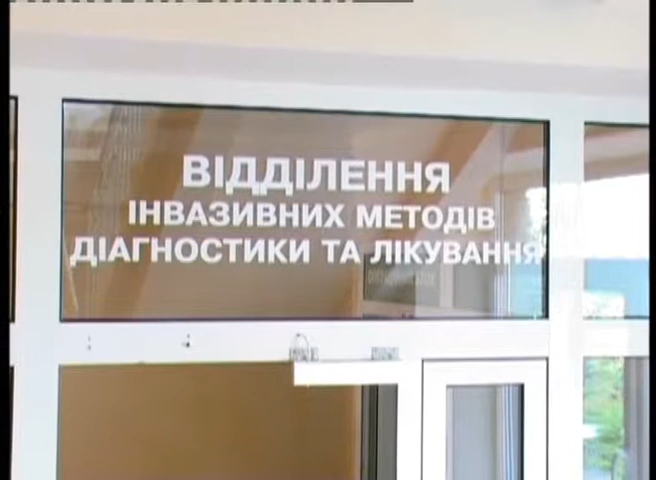 ВІДДІЛЕННЯ
ІНВАЗИВНИХ МЕТОДІВ
ДІАГНОСТИКИ ТА ЛІКУВАННЯ